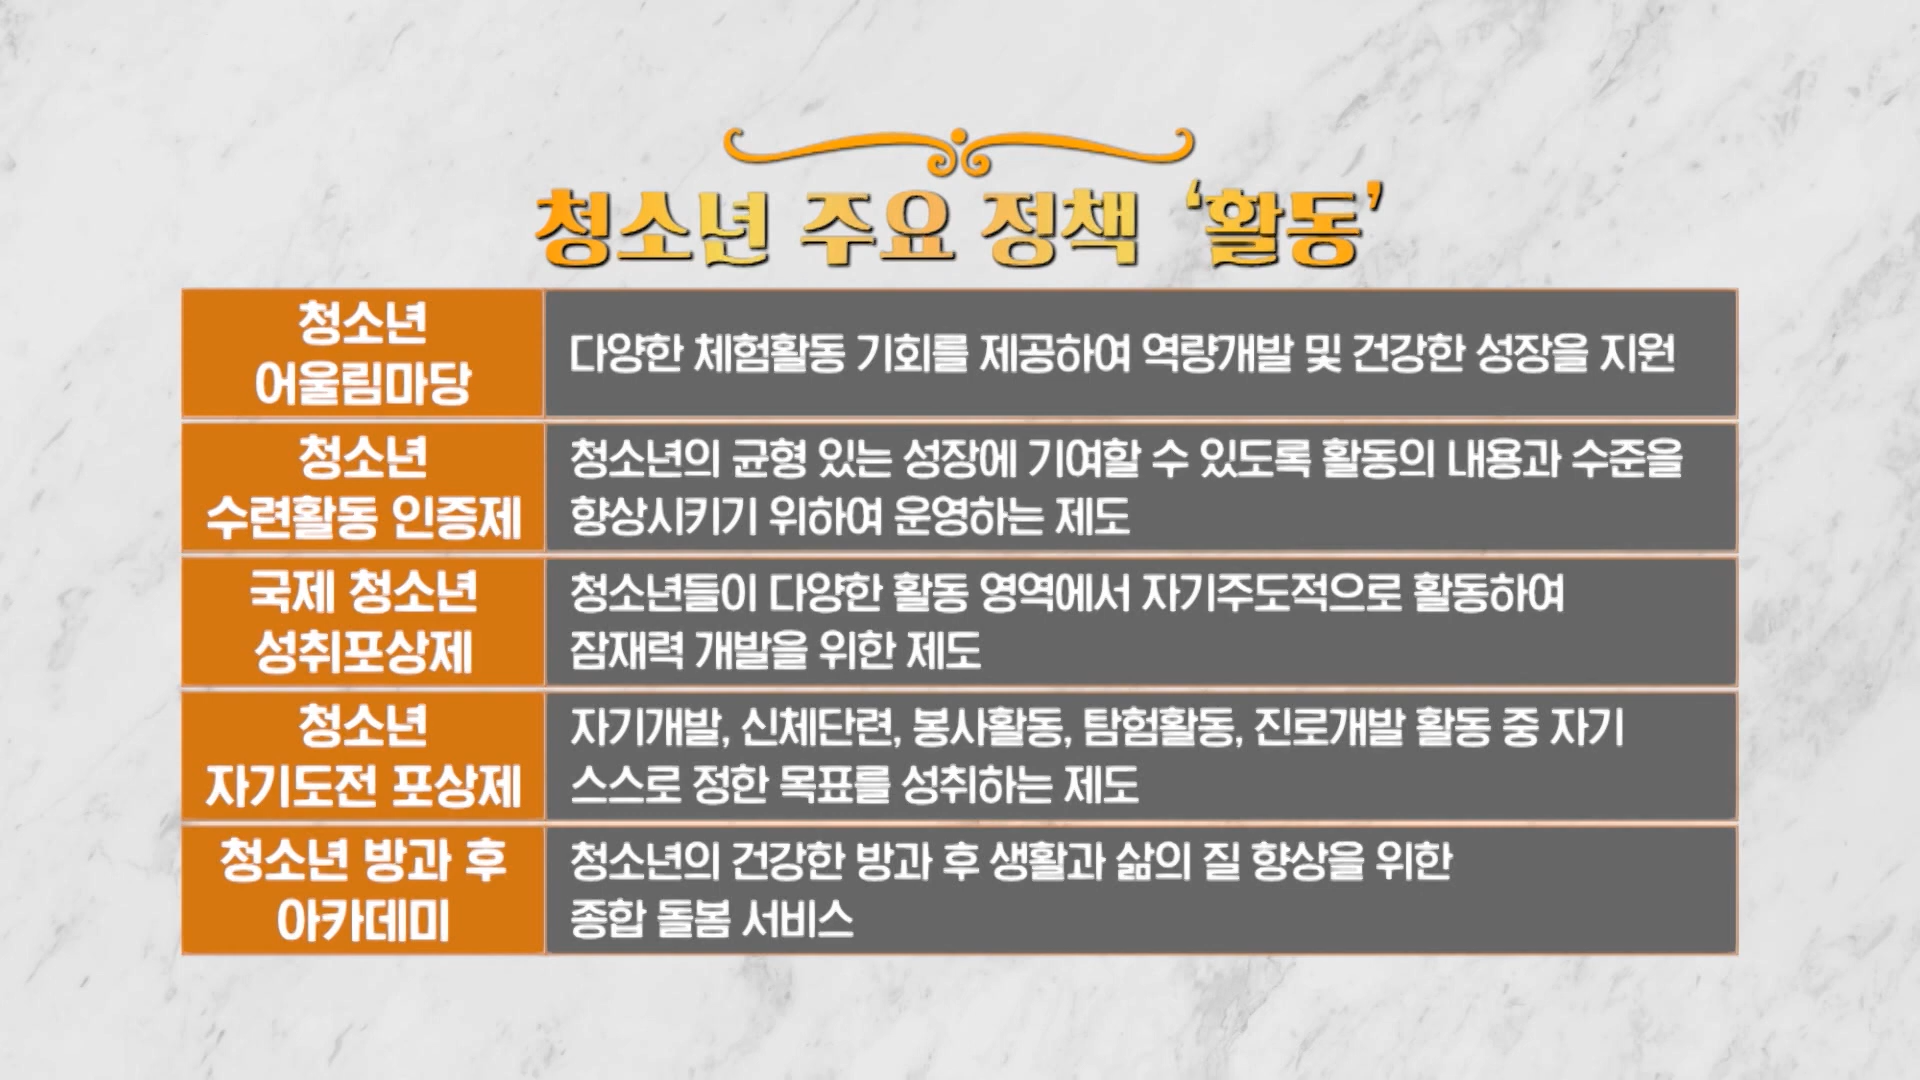 청소년 주요 정책 ‘활동’
청소년
어울림마당
다양한 체험활동 기회를 제공하여 역량개발 및 건강한 성장을 지원
청소년
수련활동 인증제
청소년의 균형 있는 성장에 기여할 수 있도록 활동의 내용과 수준을
향상시키기 위하여 운영하는 제도
국제 청소년
성취포상제
청소년들이 다양한 활동 영역에서 자기주도적으로 활동하여
잠재력 개발을 위한 제도
청소년
자기도전 포상제
자기개발, 신체단련, 봉사활동, 탐험활동, 진로개발 활동 중 자기
스스로 정한 목표를 성취하는 제도
청소년 방과 후
아카데미
청소년의 건강한 방과 후 생활과 삶의 질 향상을 위한
종합 돌봄 서비스